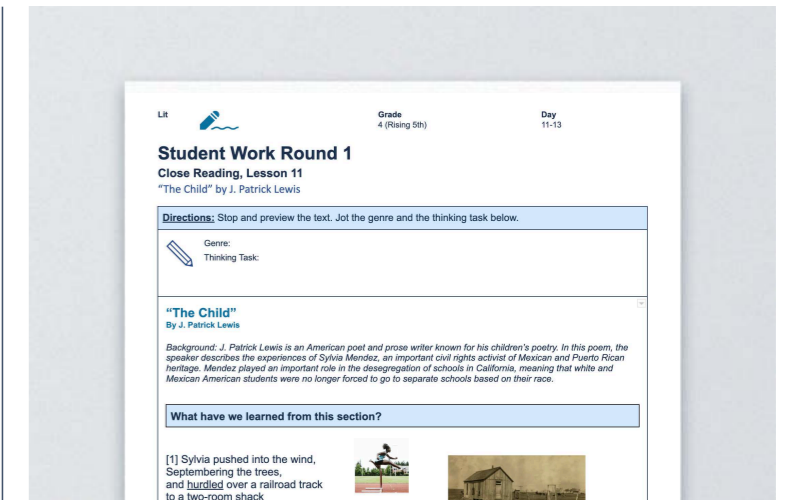 Lit
Grade
4 (Rising 5th)
Day
11-13
Student Work Round 1
Close Reading, Lesson 11
"The Child" by J. Patrick Lewis
Directions: Stop and preview the text. Jot the genre and the thinking task below.
Genre:
Thinking Task:
"The Child"
By J. Patrick Lewis
Background: J. Patrick Lewis is an American poet and prose writer known for his children's poetry. In this poem, the
speaker describes the experiences of Sylvia Mendez, an important civil rights activist of Mexican and Puerto Rican
heritage. Mendez played an important role in the desegregation of schools in California, meaning that white and
Mexican American students were no longer forced to go to separate schools based on their race.
What have we learned from this section?
[1] Sylvia pushed into the wind,
Septembering the trees,
and hurdled over a railroad track
to a two-room shack